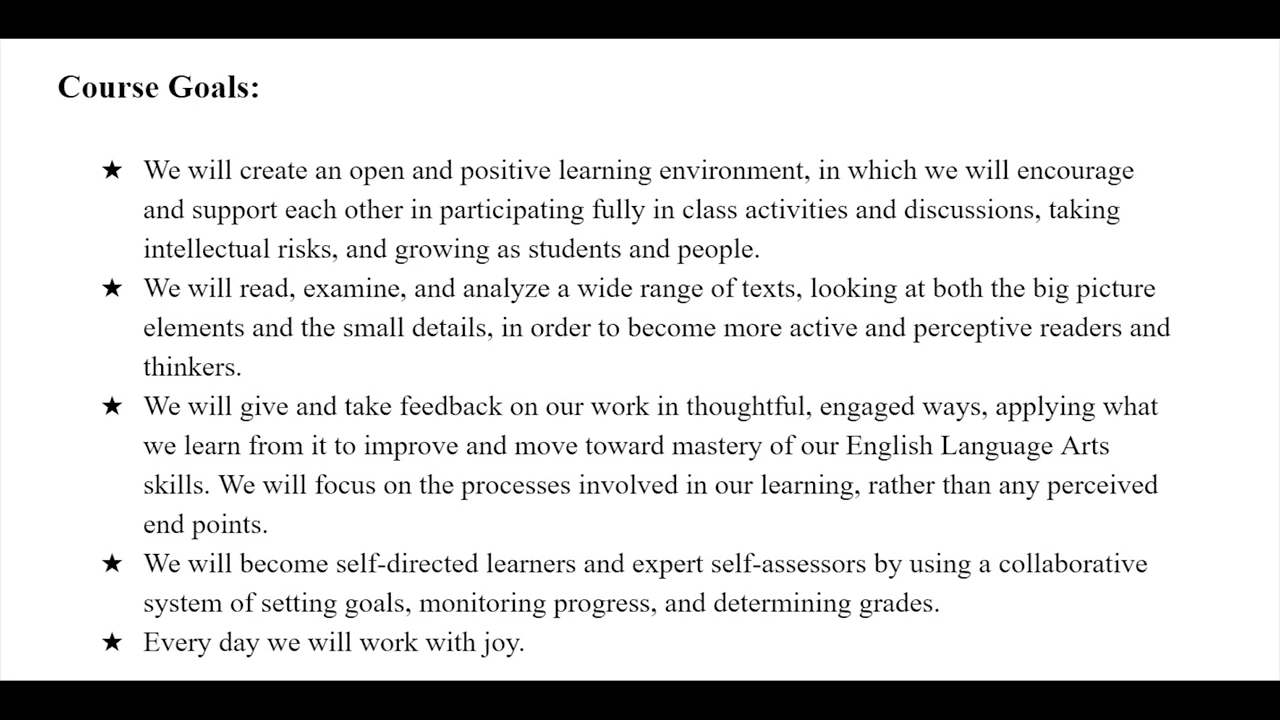 Course Goals:
★ We will create an open and positive learning environment, in which we will encourage
and support each other in participating fully in class activities and discussions, taking
intellectual risks, and growing as students and people.
★ We will read, examine, and analyze a wide range of texts, looking at both the big picture
elements and the small details, in order to become more active and perceptive readers and
thinkers.
★ We will give and take feedback on our work in thoughtful, engaged ways, applying what
we learn from it to improve and move toward mastery of our English Language Arts
skills. We will focus on the processes involved in our learning, rather than any perceived
end points.
★ We will become self-directed learners and expert self-assessors by using a collaborative
system of setting goals, monitoring progress, and determining grades.
★ Every day we will work with joy.